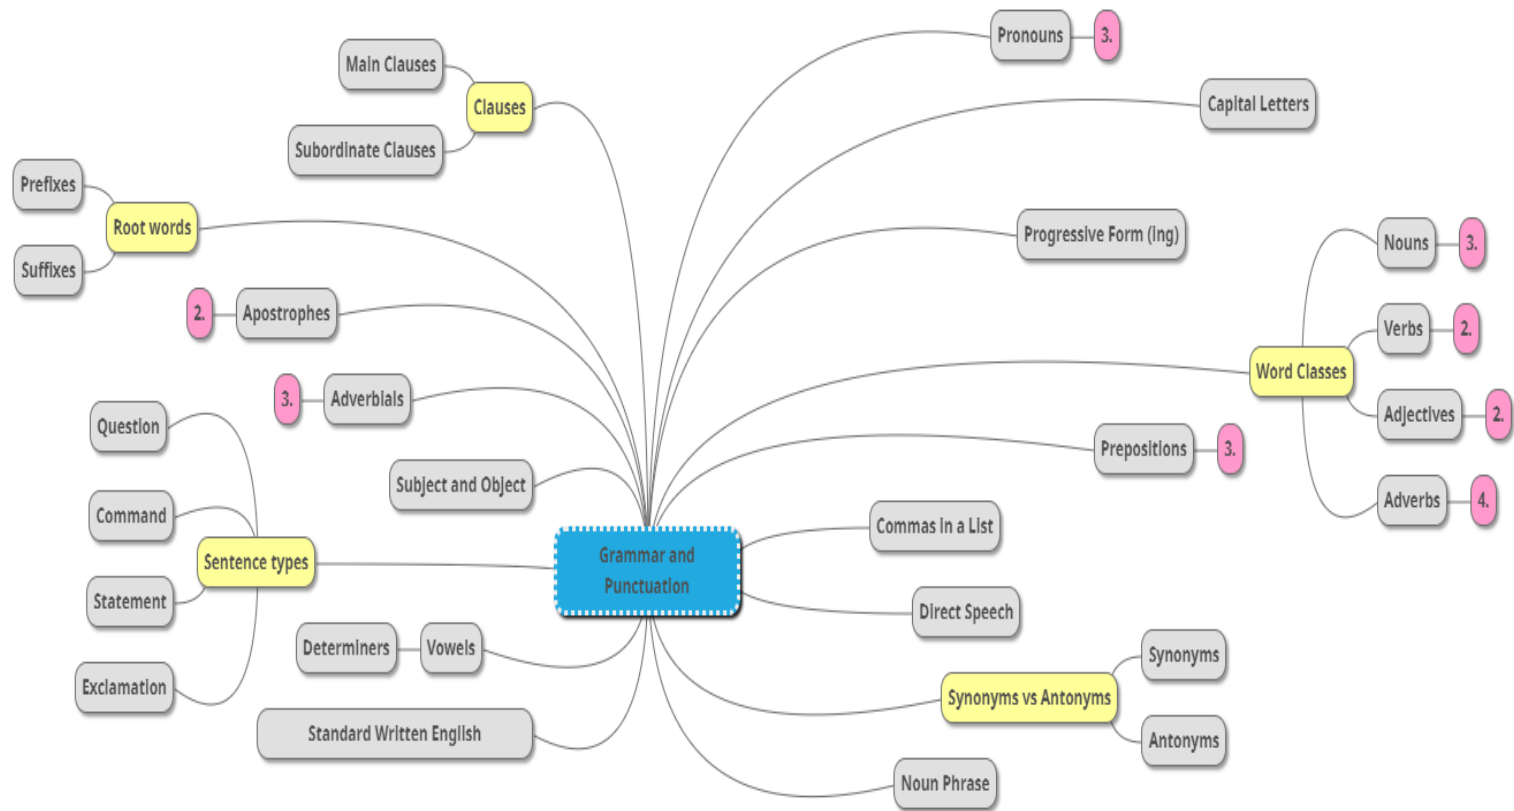 Pronouns
3.
Main Clauses
Clauses
Capital Letters
Subordinate Clauses
Prefixes
Root words
Suffixes
Progressive Form (ing)
Nouns
3.
2.
Apostrophes
Verbs
2.
Word Classes
3.
Adverbials
Adjectives
2.
Question
Prepositions
3.
Subject and Object
Adverbs
4.
Command
Commas in a List
Sentence types
Grammar and
Punctuation
Statement
Direct Speech
Determiners
Vowels
Synonyms
Exclamation
Synonyms vs Antonyms
Standard Written English
Antonyms
Noun Phrase